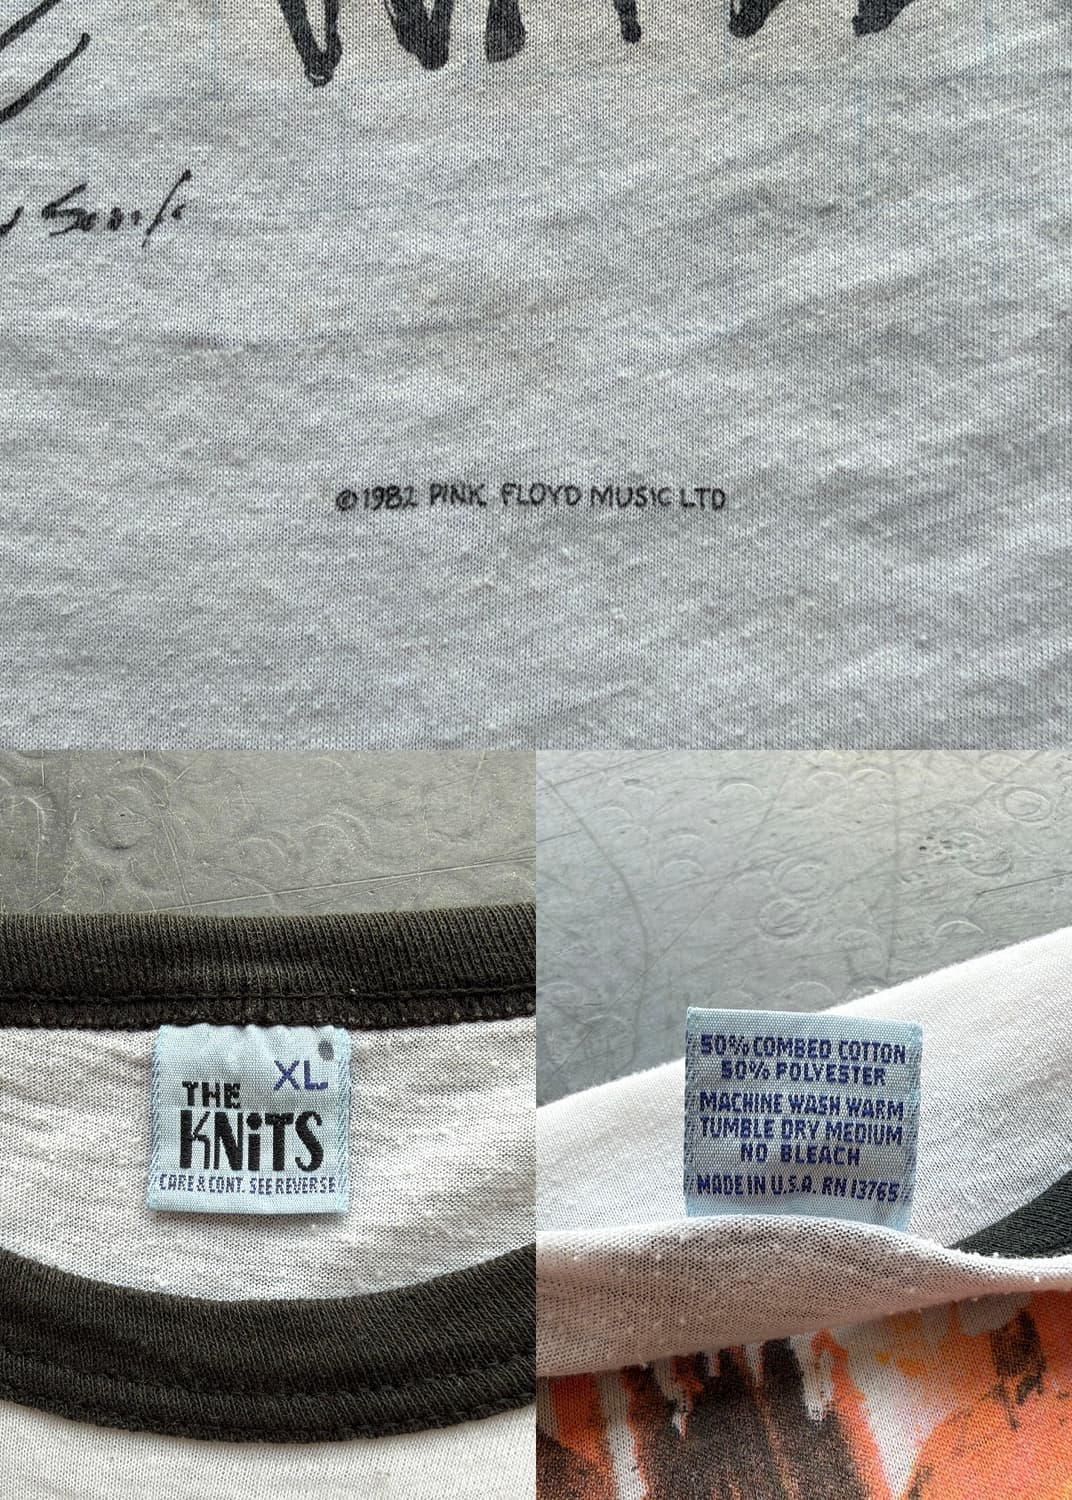 ©1982 PINK FLOYD MUSIC LTD
XL
THE
KNiTS
CARE & CONT. SEE REVERSE
50% COMBED COTTON
50% POLYESTER
MACHINE WASH WARM
TUMBLE DRY MEDIUM
NO BLEACH
MADE IN U.S.A. RN 13765